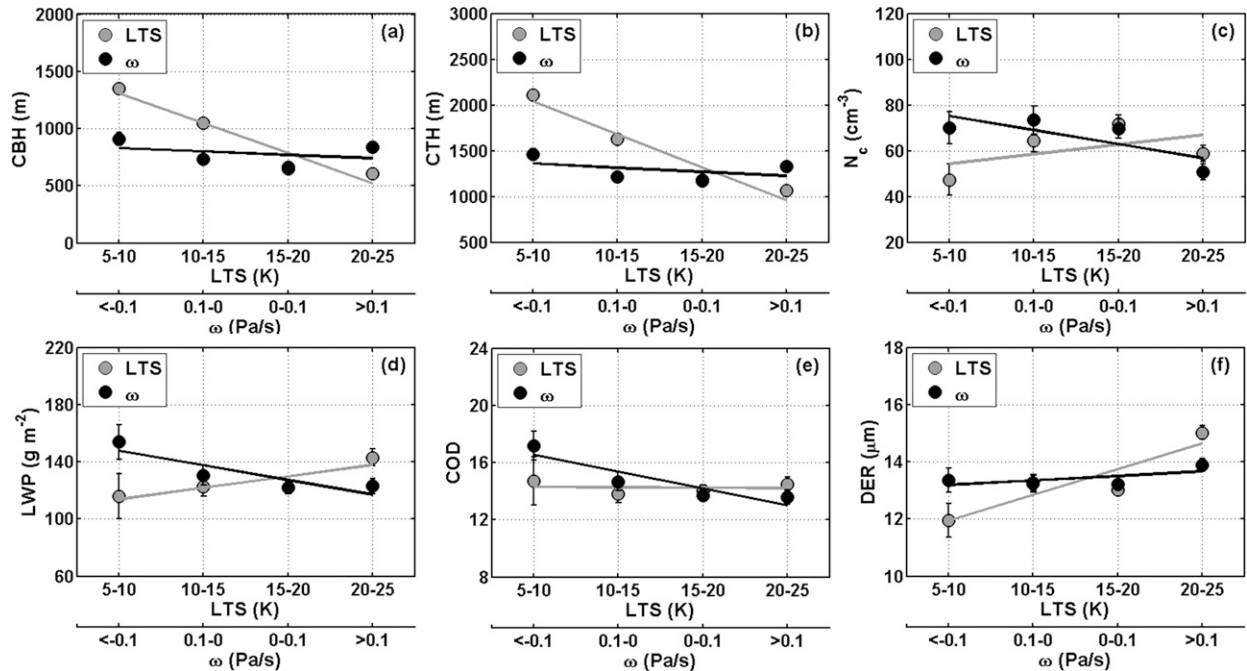 (a)
LTS
ω
CBH (m)
2000
1500
1000
500
0
5-10 10-15 15-20 20-25
LTS (K)
<-0.1 0.1-0 0-0.1 >0.1
ω (Pa/s)
(b)
LTS
ω
CTH (m)
3000
2500
2000
1500
1000
500
5-10 10-15 15-20 20-25
LTS (K)
<-0.1 0.1-0 0-0.1 >0.1
ω (Pa/s)
(c)
LTS
ω
Nc (cm-3)
120
100
80
60
40
20
5-10 10-15 15-20 20-25
LTS (K)
<-0.1 0.1-0 0-0.1 >0.1
ω (Pa/s)
(d)
LTS
ω
LWP (g m-2)
220
180
140
100
60
5-10 10-15 15-20 20-25
LTS (K)
<-0.1 0.1-0 0-0.1 >0.1
ω (Pa/s)
(e)
LTS
ω
COD
24
20
16
12
8
5-10 10-15 15-20 20-25
LTS (K)
<-0.1 0.1-0 0-0.1 >0.1
ω (Pa/s)
(f)
LTS
ω
DER (μm)
18
16
14
12
10
5-10 10-15 15-20 20-25
LTS (K)
<-0.1 0.1-0 0-0.1 >0.1
ω (Pa/s)